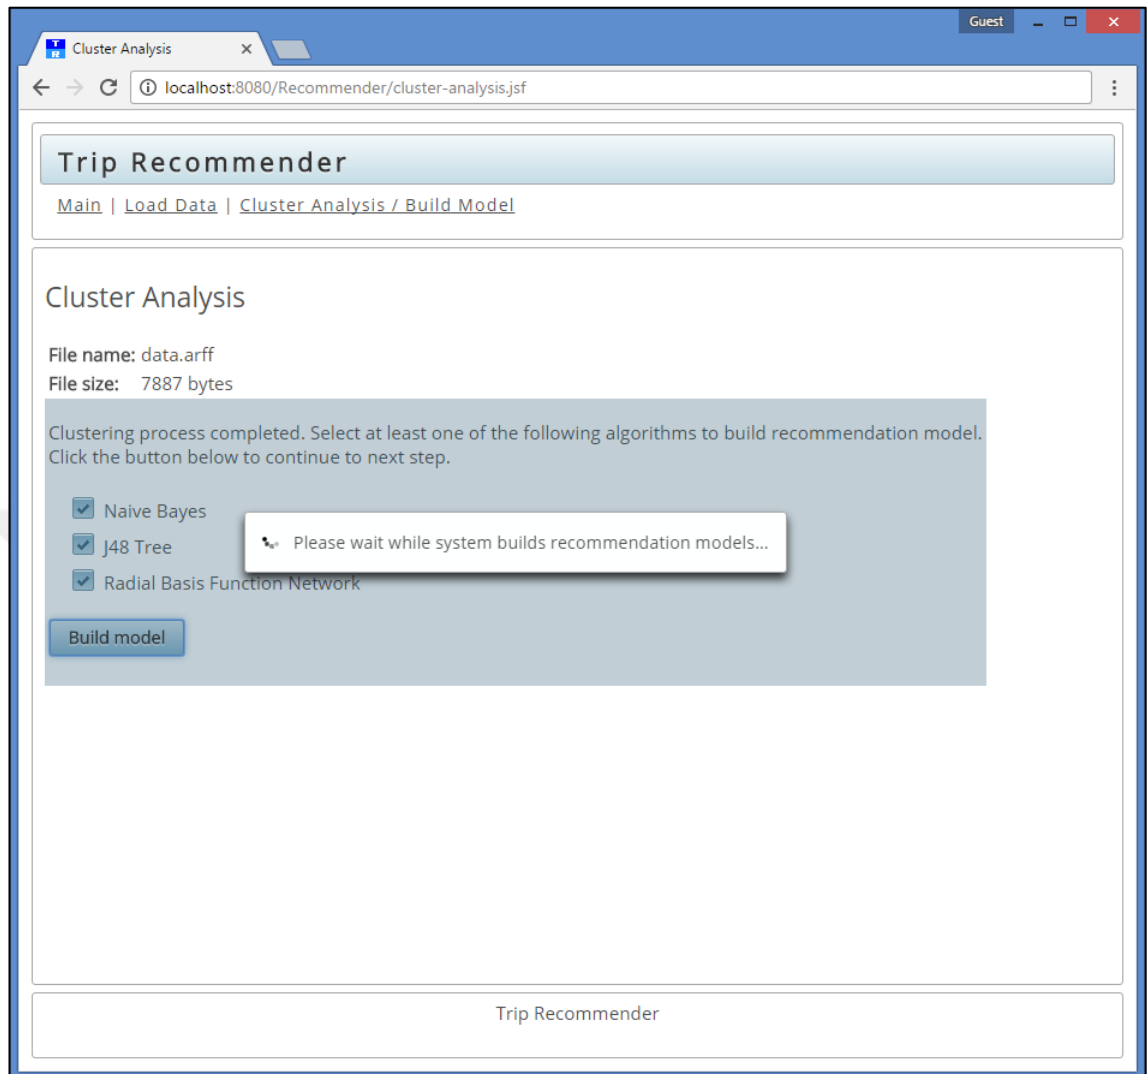 Guest
TR
Cluster Analysis
localhost:8080/Recommender/cluster-analysis.jsf
Trip Recommender
Main | Load Data | Cluster Analysis / Build Model
Cluster Analysis
File name: data.arff
File size: 7887 bytes
Clustering process completed. Select at least one of the following algorithms to build recommendation model.
Click the button below to continue to next step.
Naive Bayes
J48 Tree
Please wait while system builds recommendation models...
Radial Basis Function Network
Build model
Trip Recommender